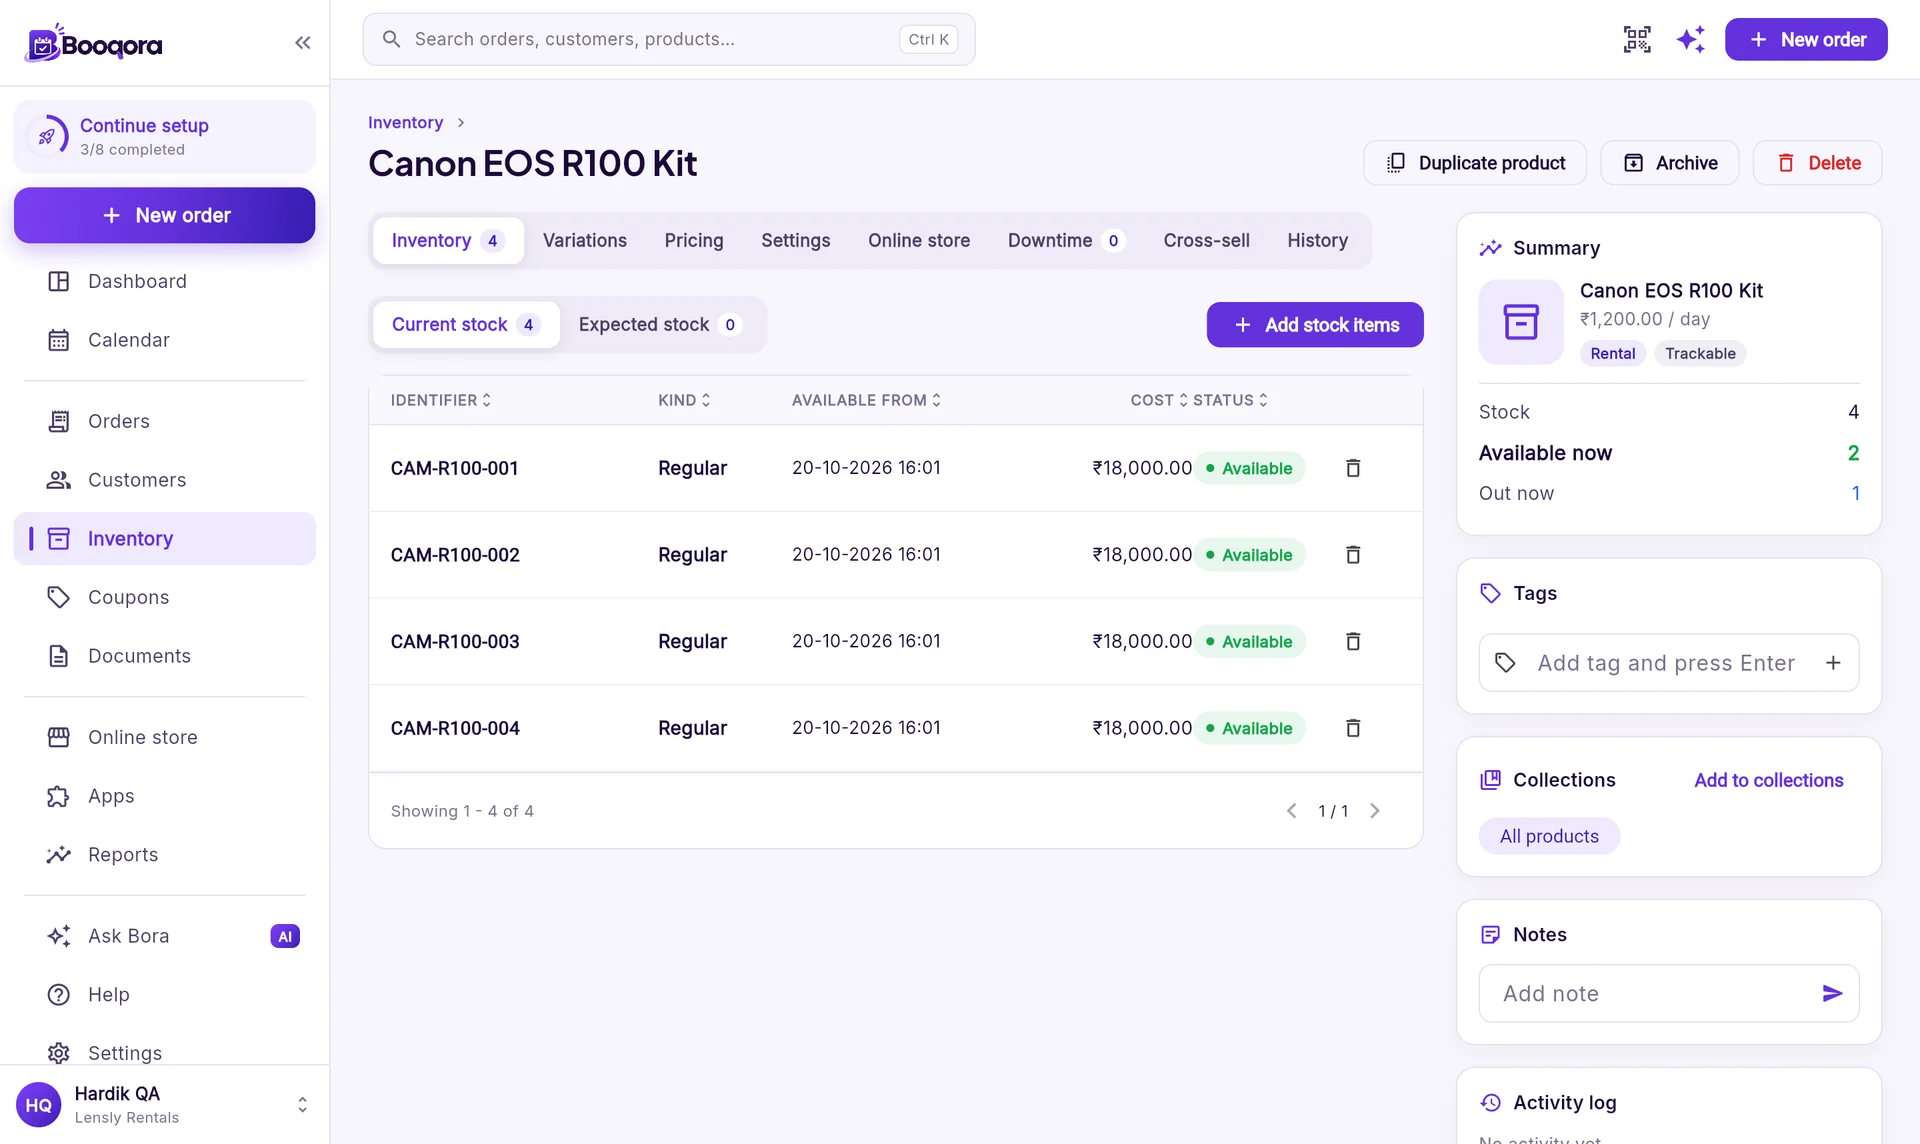 Booqora
Search orders, customers, products...
Ctrl K
New order
Continue setup
3/8 completed
New order
Dashboard
Calendar
Orders
Customers
Inventory
Coupons
Documents
Online store
Apps
Reports
Ask Bora
AI
Help
Settings
HQ
Hardik QA
Lensly Rentals
Inventory
Canon EOS R100 Kit
Duplicate product
Archive
Delete
Inventory 4
Variations
Pricing
Settings
Online store
Downtime 0
Cross-sell
History
Current stock 4
Expected stock 0
Add stock items
IDENTIFIER KIND AVAILABLE FROM COST STATUS
CAM-R100-001 Regular 20-10-2026 16:01 ₹18,000.00 Available
CAM-R100-002 Regular 20-10-2026 16:01 ₹18,000.00 Available
CAM-R100-003 Regular 20-10-2026 16:01 ₹18,000.00 Available
CAM-R100-004 Regular 20-10-2026 16:01 ₹18,000.00 Available
Showing 1 - 4 of 4
1 / 1
Summary
Canon EOS R100 Kit
₹1,200.00 / day
Rental Trackable
Stock 4
Available now 2
Out now 1
Tags
Add tag and press Enter
Collections
Add to collections
All products
Notes
Add note
Activity log
No activity yet